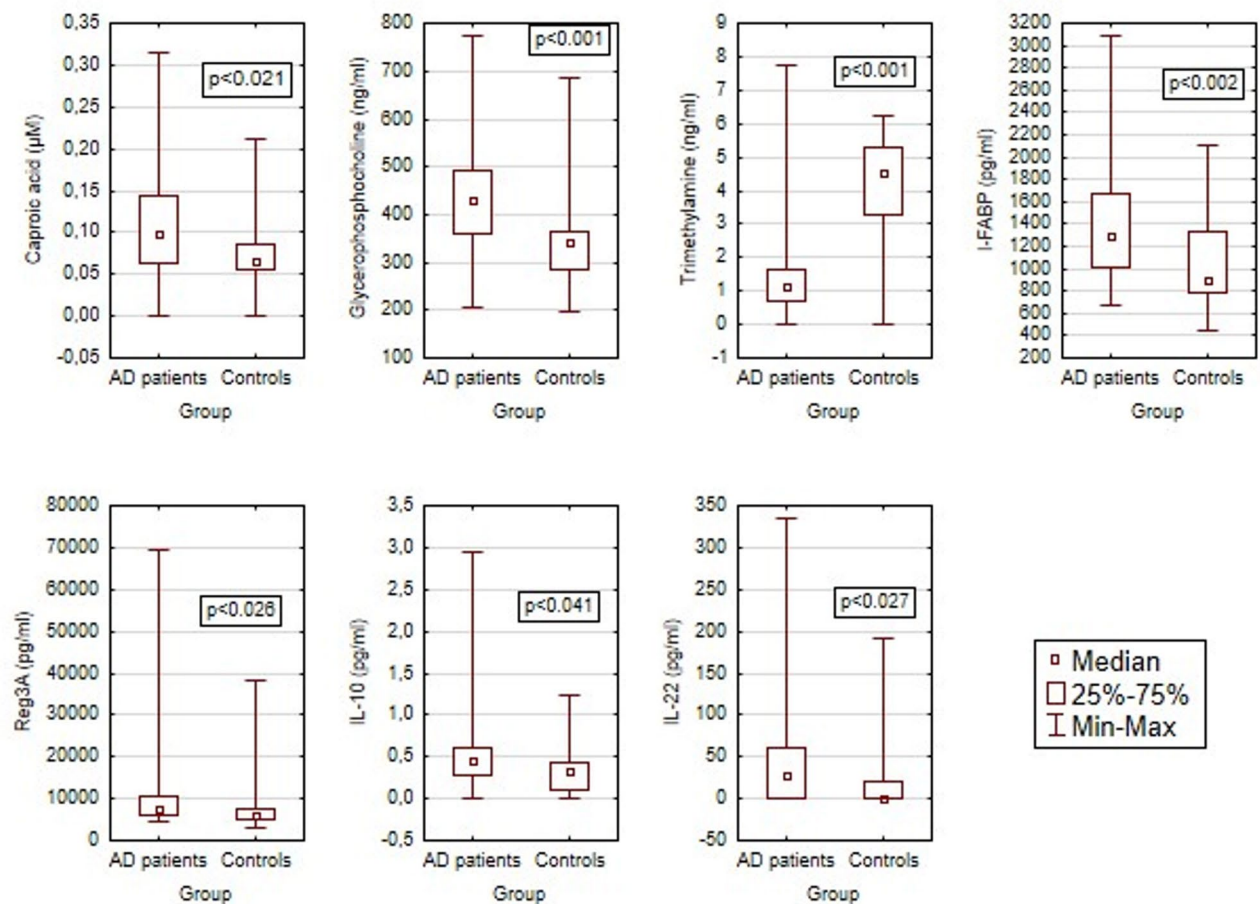 Caproic acid (µM)
0,35
0,30
0,25
0,20
0,15
0,10
0,05
0,00
-0,05
p<0.021
AD patients Controls
Group
Glycerophosphocholine (ng/ml)
800
700
600
500
400
300
200
100
p<0.001
AD patients Controls
Group
Trimethylamine (ng/ml)
9
8
7
6
5
4
3
2
1
0
-1
p<0.001
AD patients Controls
Group
I-FABP (pg/ml)
3200
3000
2800
2600
2400
2200
2000
1800
1600
1400
1200
1000
800
600
400
200
p<0.002
AD patients Controls
Group
Reg3A (pg/ml)
80000
70000
60000
50000
40000
30000
20000
10000
0
p<0.026
AD patients Controls
Group
IL-10 (pg/ml)
3,5
3,0
2,5
2,0
1,5
1,0
0,5
0,0
-0,5
p<0.041
AD patients Controls
Group
IL-22 (pg/ml)
350
300
250
200
150
100
50
0
-50
p<0.027
AD patients Controls
Group
Median
25%-75%
Min-Max